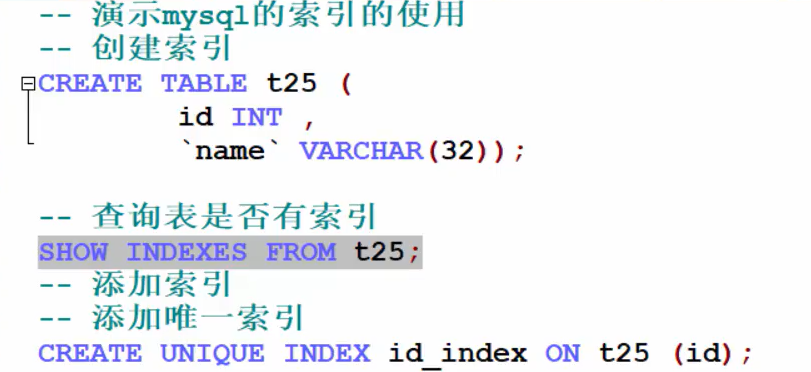 -- 演示mysql的索引的使用
-- 创建索引
CREATE TABLE t25 (
id INT ,
`name` VARCHAR(32));
-- 查询表是否有索引
SHOW INDEXES FROM t25;
-- 添加索引
-- 添加唯一索引
CREATE UNIQUE INDEX id_index ON t25 (id);